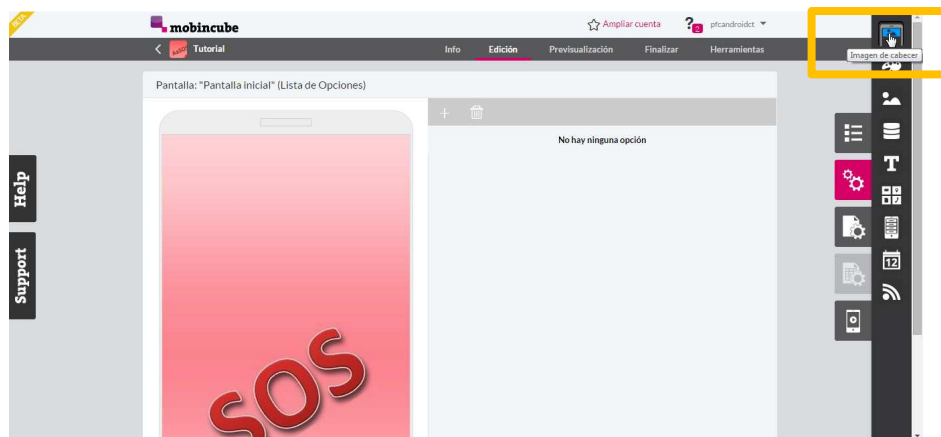 BETA
mobincube
Ampliar cuenta
? 2
pfcandroidct
Tutorial
Info
Edición
Previsualización
Finalizar
Herramientas
Imagen de cabecer
Pantalla: "Pantalla inicial" (Lista de Opciones)
No hay ninguna opción
Help
Support
SOS
T
12